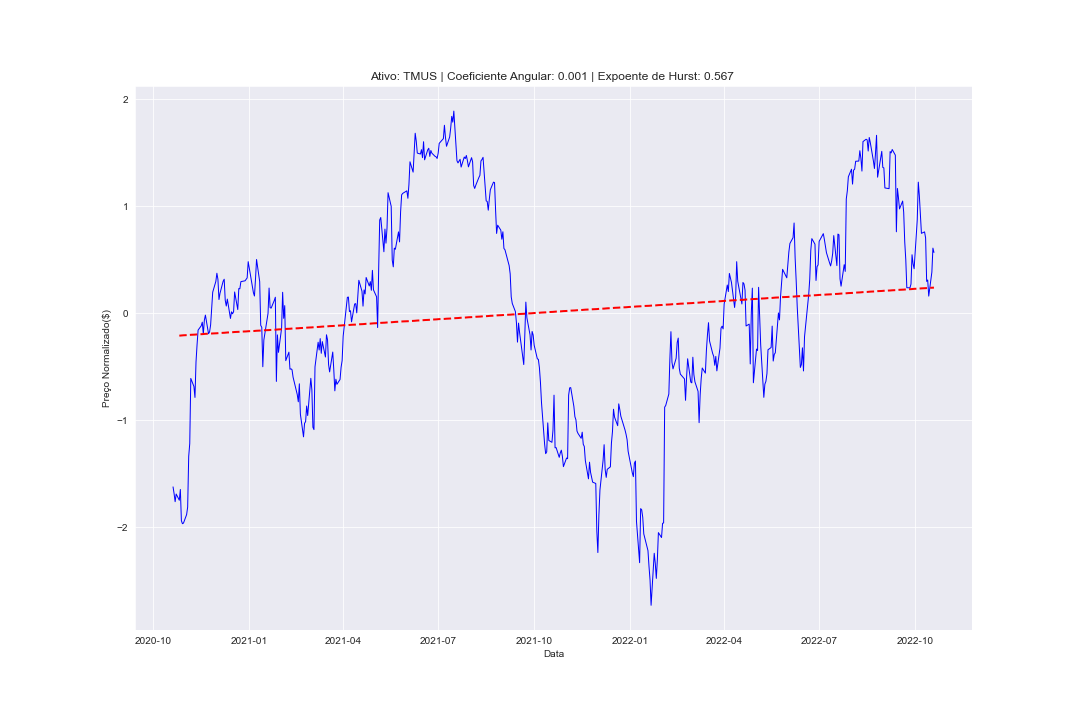 Ativo: TMUS | Coeficiente Angular: 0.001 | Expoente de Hurst: 0.567
Preço Normalizado($)
2
1
0
−1
−2
2020-10 2021-01 2021-04 2021-07 2021-10 2022-01 2022-04 2022-07 2022-10
Data